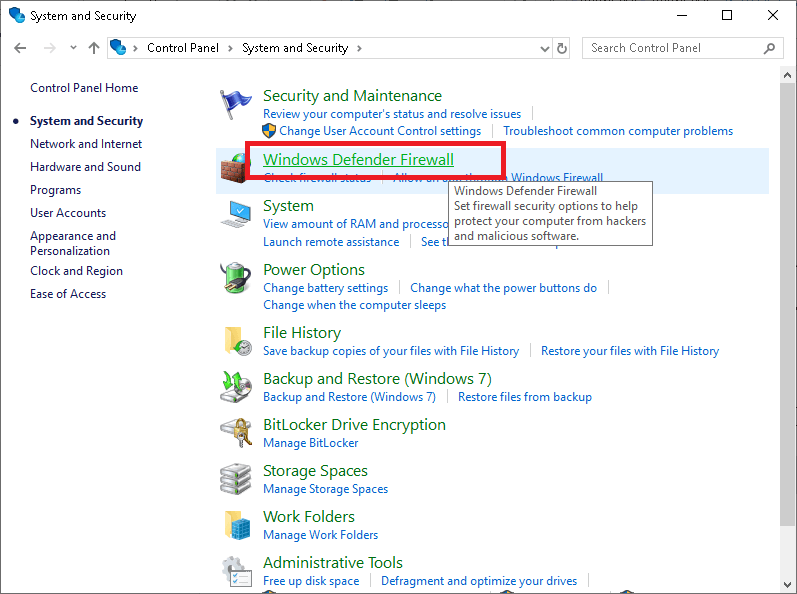 System and Security
Control Panel > System and Security >
Search Control Panel
Control Panel Home
System and Security
Network and Internet
Hardware and Sound
Programs
User Accounts
Appearance and
Personalization
Clock and Region
Ease of Access
Security and Maintenance
Review your computer's status and resolve issues
Change User Account Control settings
Troubleshoot common computer problems
Windows Defender Firewall
Check firewall status
Windows Firewall
Windows Defender Firewall
Set firewall security options to help
protect your computer from hackers
and malicious software.
System
View amount of RAM and
Launch remote assistance
See
Power Options
Change battery settings
Change what the power buttons do
Change when the computer sleeps
File History
Save backup copies of your files with File History
Restore your files with File History
Backup and Restore (Windows 7)
Backup and Restore (Windows 7)
Restore files from backup
BitLocker Drive Encryption
Manage BitLocker
Storage Spaces
Manage Storage Spaces
Work Folders
Manage Work Folders
Administrative Tools
Free up disk space
Defragment and optimize your drives